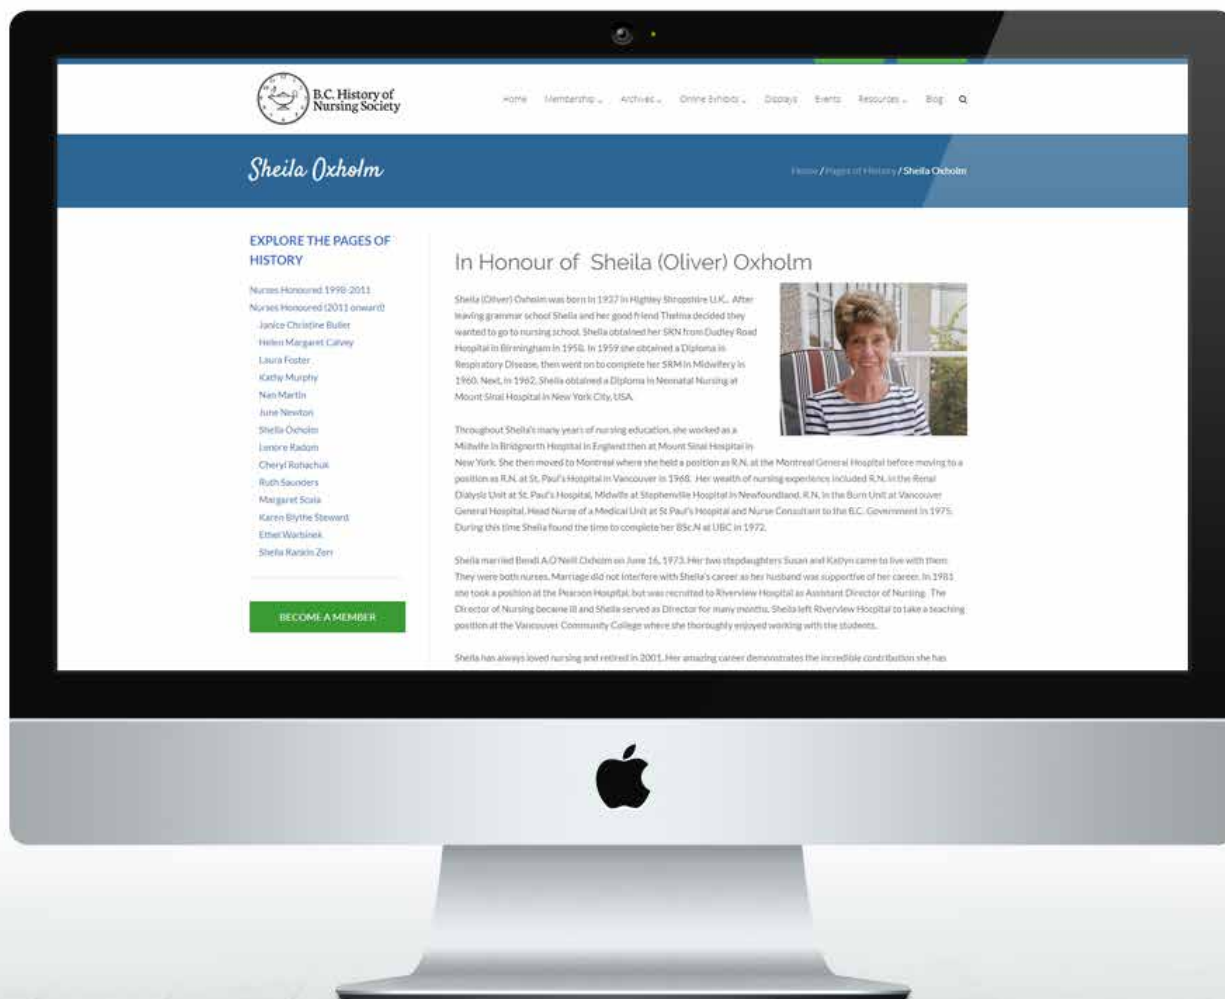 B.C. History of
Nursing Society
Home Membership Archives Online Exhibits Displays Events Resources Blog
Sheila Oxholm
Home / Pages of History / Sheila Oxholm
EXPLORE THE PAGES OF
HISTORY
Nurses Honoured 1998-2011
Nurses Honoured (2011 onward)
Janice Christine Buller
Helen Margaret Calvey
Laura Foster
Kathy Murphy
Nan Martin
June Newton
Sheila Oxholm
Lenore Radom
Cheryl Rohachuk
Ruth Saunders
Margaret Scaia
Karen Blythe Steward
Ethel Warbinek
Sheila Rankin Zerr
BECOME A MEMBER
In Honour of Sheila (Oliver) Oxholm
Sheila (Oliver) Oxholm was born in 1937 in Highley Shropshire U.K.. After
leaving grammar school Sheila and her good friend Thelma decided they
wanted to go to nursing school. Sheila obtained her SRN from Dudley Road
Hospital in Birmingham in 1958. In 1959 she obtained a Diploma in
Respiratory Disease, then went on to complete her SRM in Midwifery in
1960. Next, in 1962, Sheila obtained a Diploma in Neonatal Nursing at
Mount Sinai Hospital in New York City, USA.
Throughout Sheila's many years of nursing education, she worked as a
Midwife in Bridgnorth Hospital in England then at Mount Sinai Hospital in
New York. She then moved to Montreal where she held a position as R.N. at the Montreal General Hospital before moving to a
position as R.N. at St. Paul's Hospital in Vancouver in 1968. Her wealth of nursing experience included R.N. in the Renal
Dialysis Unit at St. Paul's Hospital, Midwife at Stephenville Hospital in Newfoundland, R.N. in the Burn Unit at Vancouver
General Hospital, Head Nurse of a Medical Unit at St Paul's Hospital and Nurse Consultant to the B.C. Government in 1975.
During this time Sheila found the time to complete her BSc.N at UBC in 1972.
Sheila married Bendt A.O'Neill Oxholm on June 16, 1973. Her two stepdaughters Susan and Katlyn came to live with them.
They were both nurses. Marriage did not interfere with Sheila's career as her husband was supportive of her career. In 1981
she took a position at the Pearson Hospital, but was recruited to Riverview Hospital as Assistant Director of Nursing. The
Director of Nursing became ill and Sheila served as Director for many months. Sheila left Riverview Hospital to take a teaching
position at the Vancouver Community College where she thoroughly enjoyed working with the students.
Sheila has always loved nursing and retired in 2001. Her amazing career demonstrates the incredible contribution she has